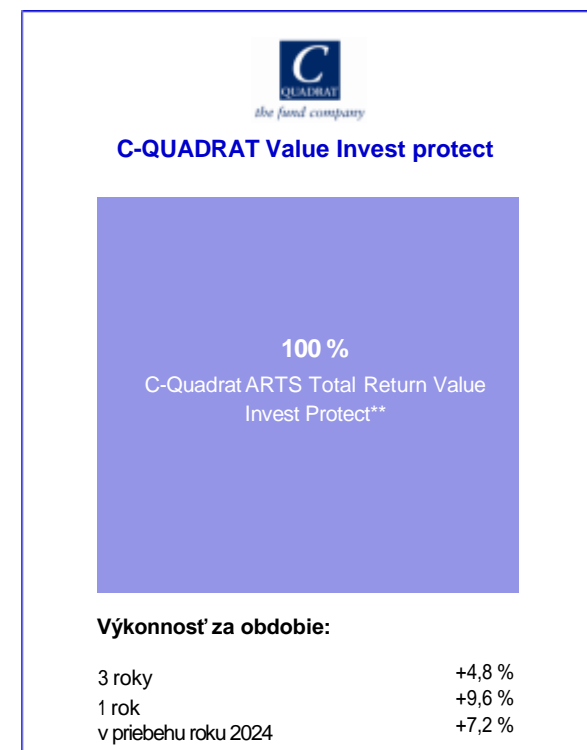 C
QUADRAT
the fund company
C-QUADRAT Value Invest protect
100 %
C-Quadrat ARTS Total Return Value
Invest Protect**
Výkonnosť za obdobie:
3 roky +4,8 %
1 rok +9,6 %
v priebehu roku 2024 +7,2 %